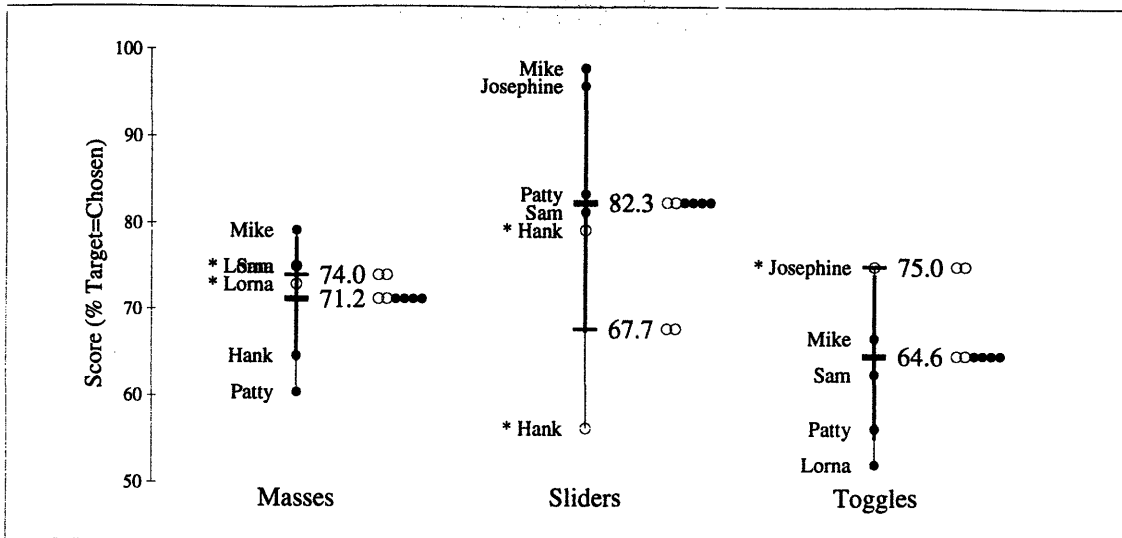 Score (% Target=Chosen)
100
90
80
70
60
50
Mike
* Lorna
Sam
* Lorna
Hank
Patty
74.0
71.2
Masses
Mike
Josephine
Patty
Sam
* Hank
* Hank
82.3
67.7
Sliders
* Josephine
Mike
Sam
Patty
Lorna
75.0
64.6
Toggles